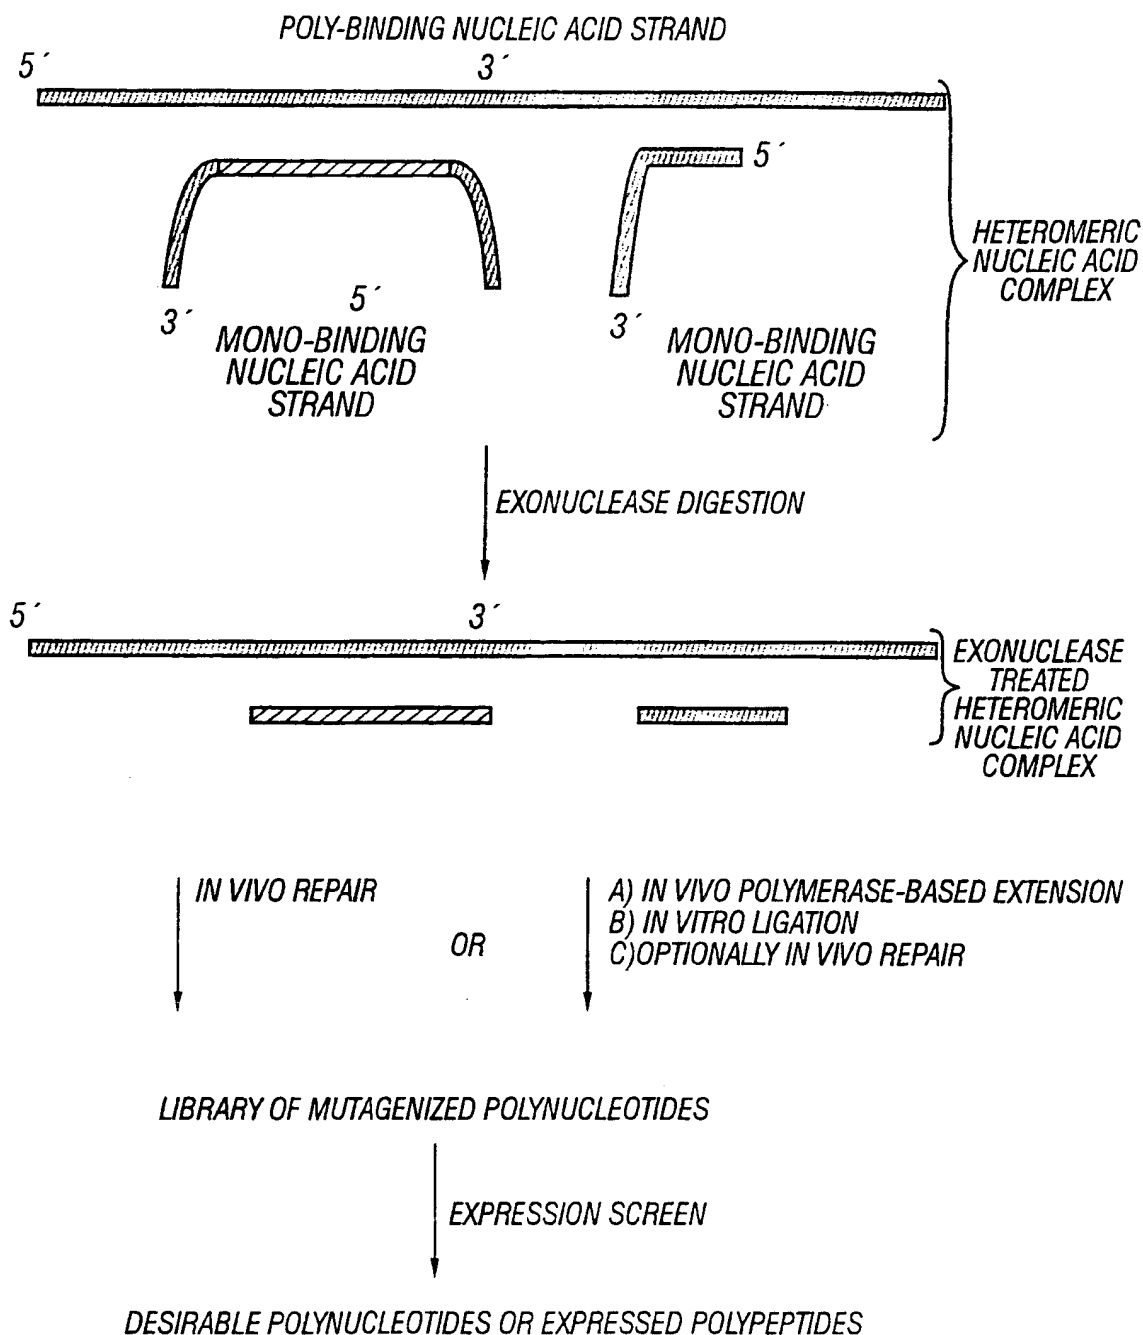 POLY-BINDING NUCLEIC ACID STRAND
5´
3´
5´
3´
5´
3´
MONO-BINDING
NUCLEIC ACID
STRAND
MONO-BINDING
NUCLEIC ACID
STRAND
HETEROMERIC
NUCLEIC ACID
COMPLEX
EXONUCLEASE DIGESTION
5´
3´
EXONUCLEASE
TREATED
HETEROMERIC
NUCLEIC ACID
COMPLEX
IN VIVO REPAIR
OR
A) IN VIVO POLYMERASE-BASED EXTENSION
B) IN VITRO LIGATION
C)OPTIONALLY IN VIVO REPAIR
LIBRARY OF MUTAGENIZED POLYNUCLEOTIDES
EXPRESSION SCREEN
DESIRABLE POLYNUCLEOTIDES OR EXPRESSED POLYPEPTIDES